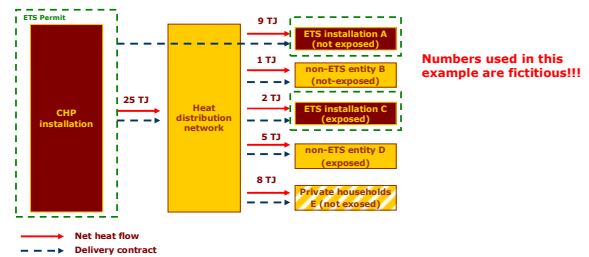 ETS Permit
CHP
installation
25 TJ
Heat
distribution
network
9 TJ
ETS installation A
(not exposed)
1 TJ
non-ETS entity B
(not-exposed)
2 TJ
ETS installation C
(exposed)
5 TJ
non-ETS entity D
(exposed)
8 TJ
Private households
E (not exosed)
Numbers used in this
example are fictitious!!!
Net heat flow
Delivery contract